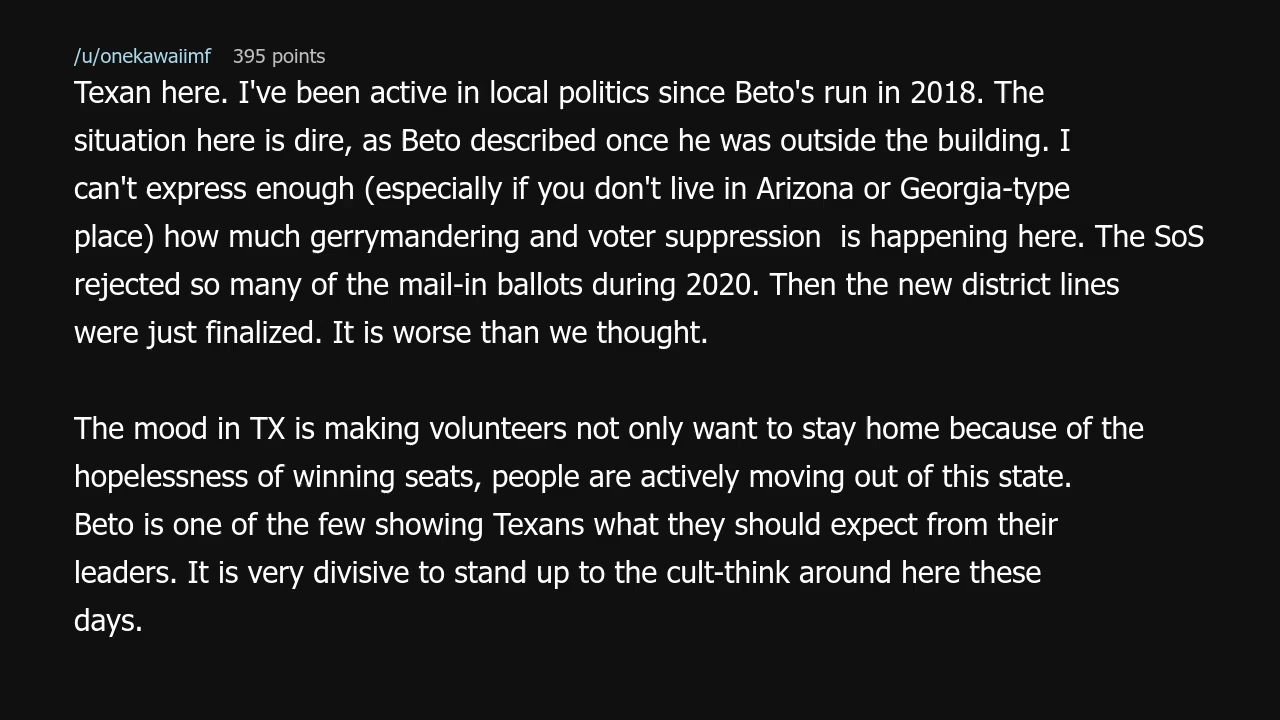 /u/onekawaiimf 395 points
Texan here. I've been active in local politics since Beto's run in 2018. The
situation here is dire, as Beto described once he was outside the building. I
can't express enough (especially if you don't live in Arizona or Georgia-type
place) how much gerrymandering and voter suppression  is happening here. The SoS
rejected so many of the mail-in ballots during 2020. Then the new district lines
were just finalized. It is worse than we thought.

The mood in TX is making volunteers not only want to stay home because of the
hopelessness of winning seats, people are actively moving out of this state.
Beto is one of the few showing Texans what they should expect from their
leaders. It is very divisive to stand up to the cult-think around here these
days.